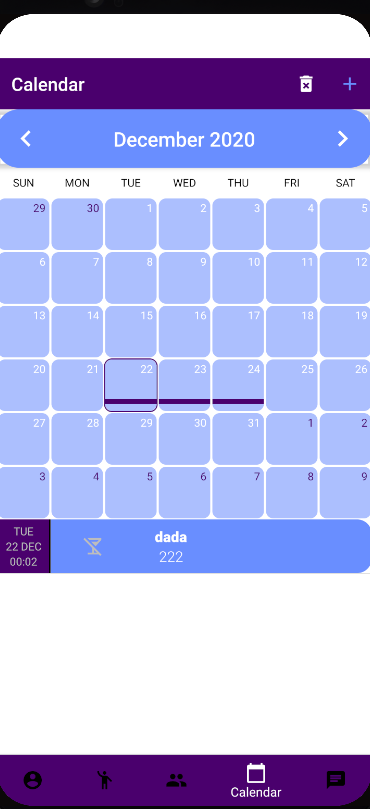 Calendar
December 2020
SUN MON TUE WED THU FRI SAT
29 30 1 2 3 4 5
6 7 8 9 10 11 12
13 14 15 16 17 18 19
20 21 22 23 24 25 26
27 28 29 30 31 1 2
3 4 5 6 7 8 9
TUE
22 DEC
00:02
dada
222
Calendar